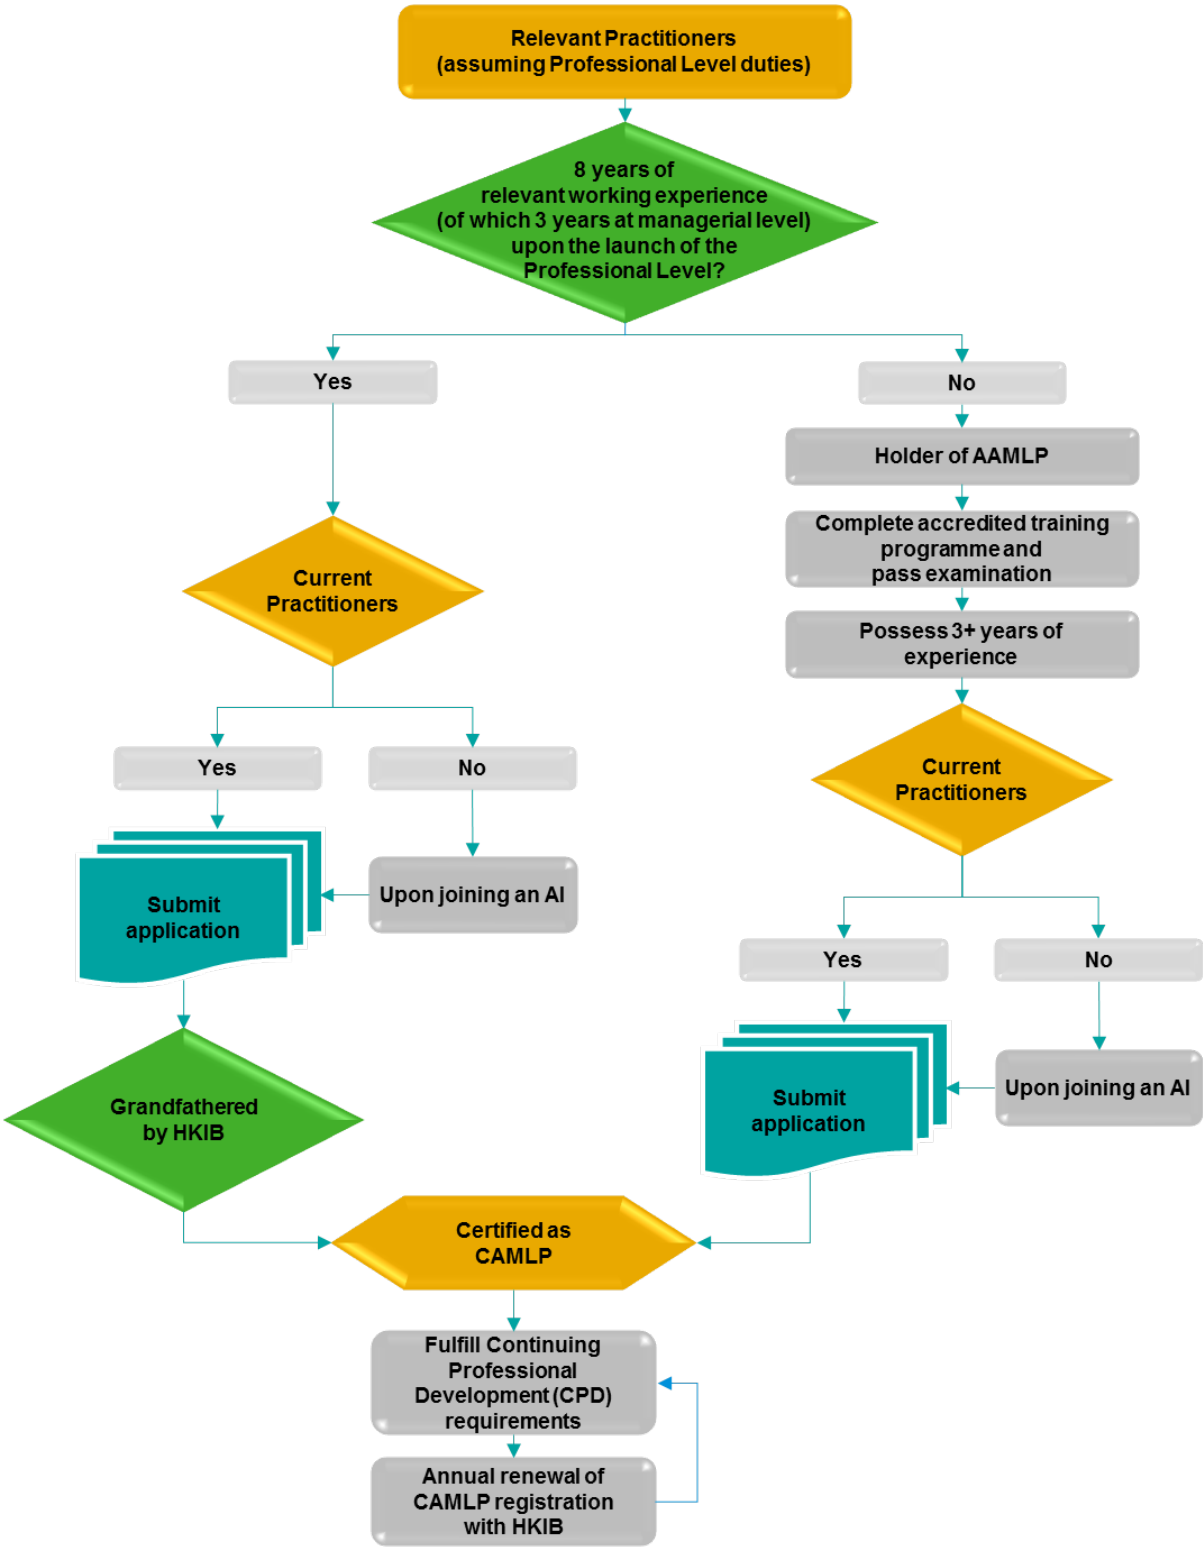 Relevant Practitioners
(assuming Professional Level duties)
8 years of
relevant working experience
(of which 3 years at managerial level)
upon the launch of the
Professional Level?
Yes
No
Holder of AAMLP
Complete accredited training
programme and
pass examination
Possess 3+ years of
experience
Current
Practitioners
Yes
No
Submit
application
Upon joining an AI
Grandfathered
by HKIB
Current
Practitioners
Yes
No
Submit
application
Upon joining an AI
Certified as
CAMLP
Fulfill Continuing
Professional
Development (CPD)
requirements
Annual renewal of
CAMLP registration
with HKIB